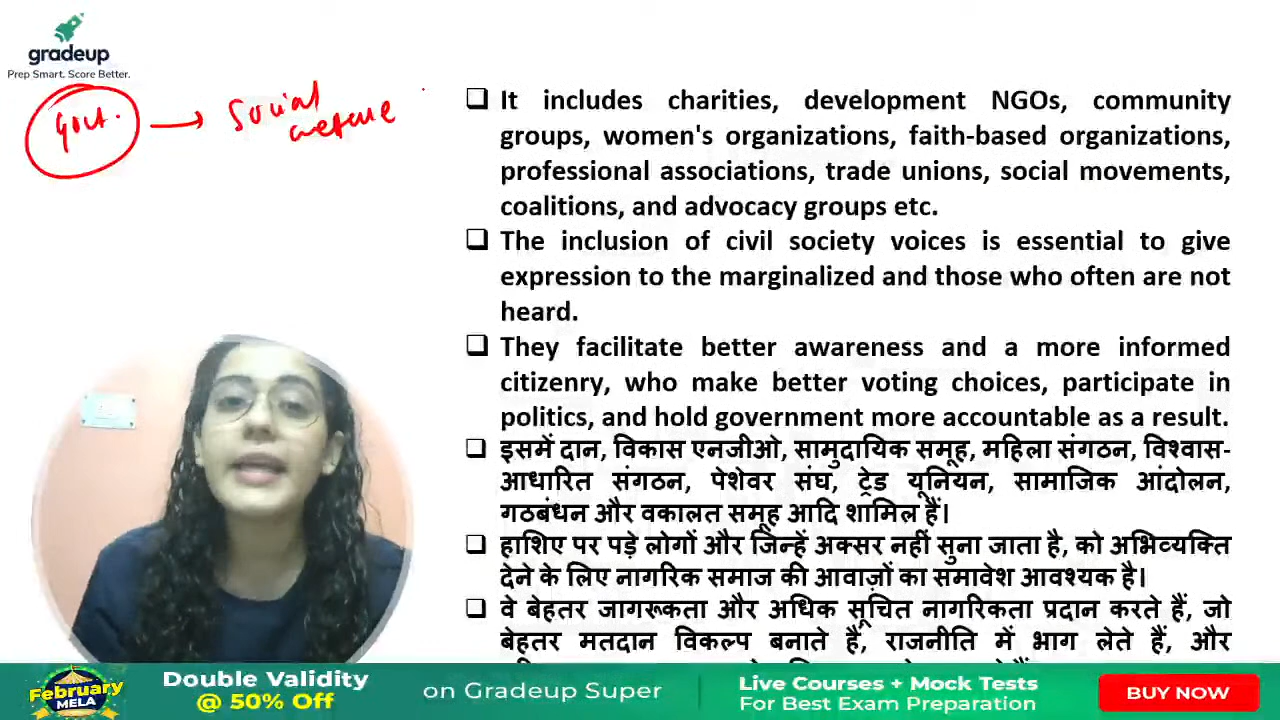 gradeup
Prep Smart. Score Better.
Govt. → Social
welfare
It includes charities, development NGOs, community
groups, women's organizations, faith-based organizations,
professional associations, trade unions, social movements,
coalitions, and advocacy groups etc.
The inclusion of civil society voices is essential to give
expression to the marginalized and those who often are not
heard.
They facilitate better awareness and a more informed
citizenry, who make better voting choices, participate in
politics, and hold government more accountable as a result.
इसमें दान, विकास एनजीओ, सामुदायिक समूह, महिला संगठन, विश्वास-
आधारित संगठन, पेशेवर संघ, ट्रेड यूनियन, सामाजिक आंदोलन,
गठबंधन और वकालत समूह आदि शामिल हैं।
हाशिए पर पड़े लोगों और जिन्हें अक्सर नहीं सुना जाता है, को अभिव्यक्ति
देने के लिए नागरिक समाज की आवाज़ों का समावेश आवश्यक है।
वे बेहतर जागरूकता और अधिक सूचित नागरिकता प्रदान करते हैं, जो
बेहतर मतदान विकल्प बनाते हैं, राजनीति में भाग लेते हैं, और
February
MELA
Double Validity
@ 50% Off
on Gradeup Super
Live Courses + Mock Tests
For Best Exam Preparation
BUY NOW